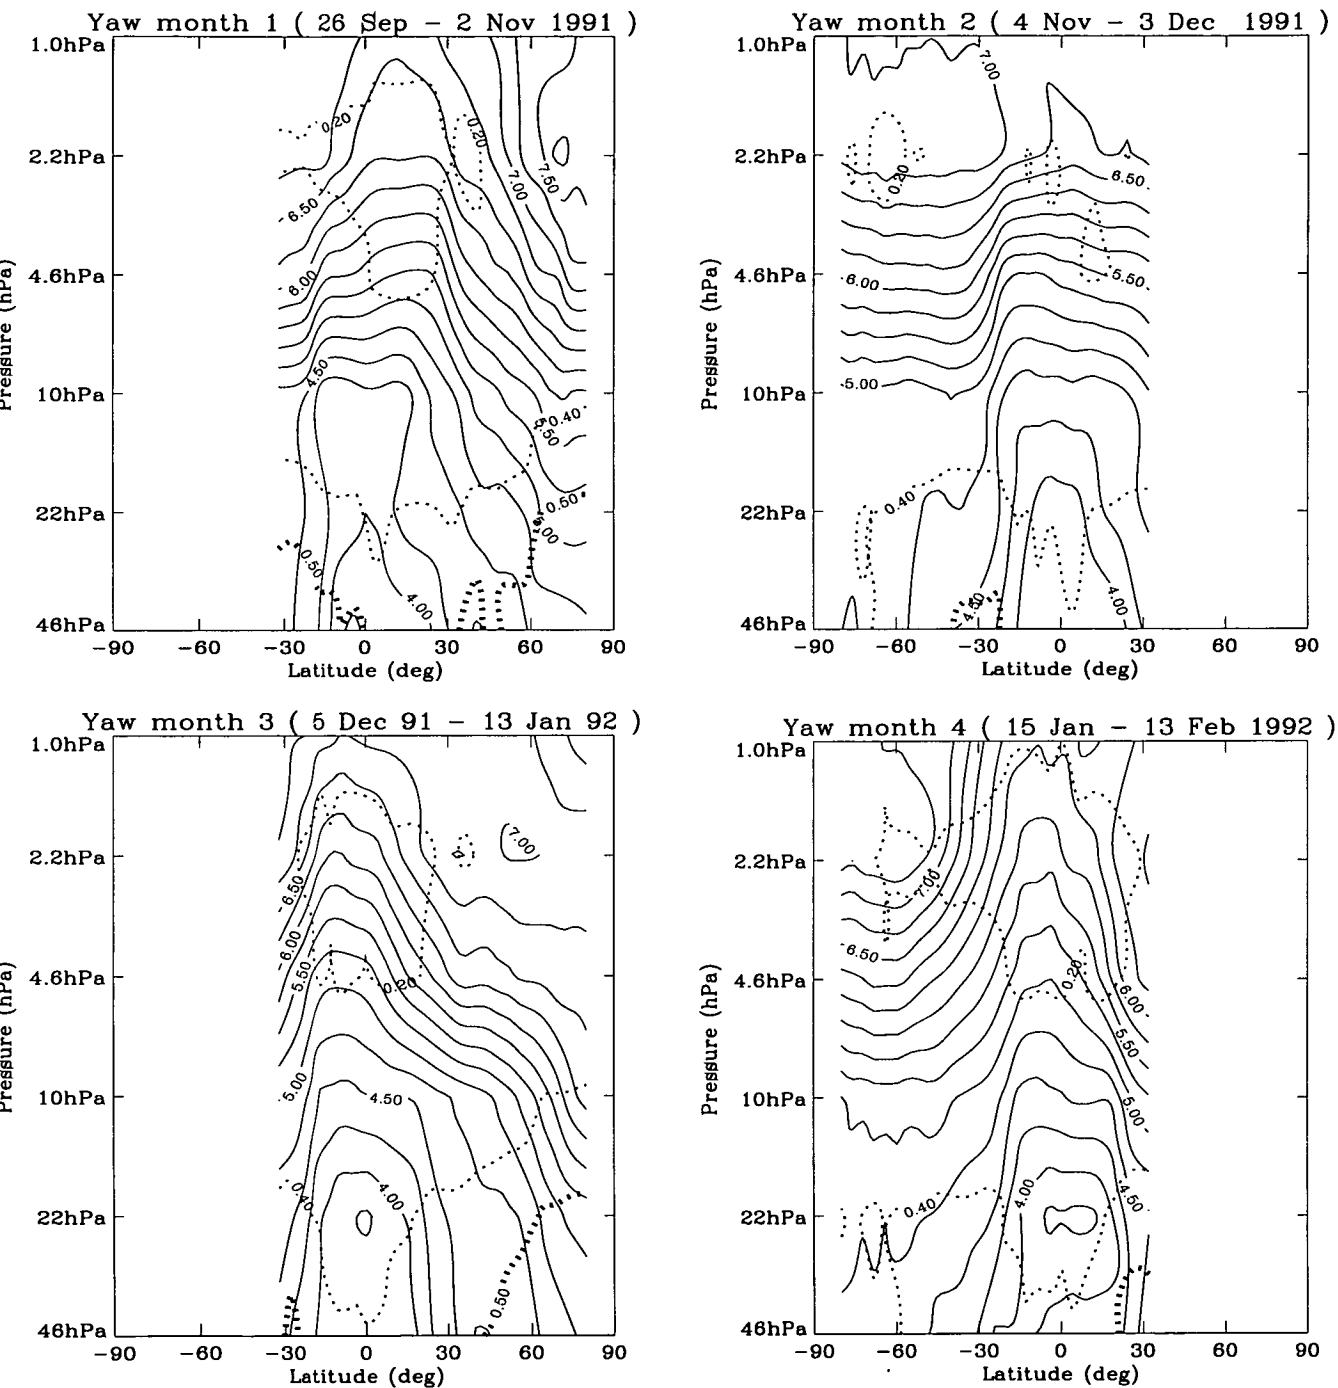 Yaw month 1 ( 26 Sep - 2 Nov 1991 )
1.0hPa
2.2hPa
4.6hPa
10hPa
22hPa
46hPa
Pressure (hPa)
-90 -60 -30 0 30 60 90
Latitude (deg)
0.20
0.20
7.00
7.50
6.50
6.00
4.50
0.40
5.50
0.50
5.00
0.50
4.00
Yaw month 2 ( 4 Nov - 3 Dec 1991 )
1.0hPa
2.2hPa
4.6hPa
10hPa
22hPa
46hPa
Pressure (hPa)
-90 -60 -30 0 30 60 90
Latitude (deg)
7.00
0.20
6.50
6.00
5.50
5.00
0.40
4.50
4.00
Yaw month 3 ( 5 Dec 91 - 13 Jan 92 )
1.0hPa
2.2hPa
4.6hPa
10hPa
22hPa
46hPa
Pressure (hPa)
-90 -60 -30 0 30 60 90
Latitude (deg)
7.00
6.50
6.00
5.50
0.20
5.00
4.50
0.40
4.00
0.50
Yaw month 4 ( 15 Jan - 13 Feb 1992 )
1.0hPa
2.2hPa
4.6hPa
10hPa
22hPa
46hPa
Pressure (hPa)
-90 -60 -30 0 30 60 90
Latitude (deg)
7.00
6.50
0.20
6.00
5.50
5.00
4.00
4.50
0.40